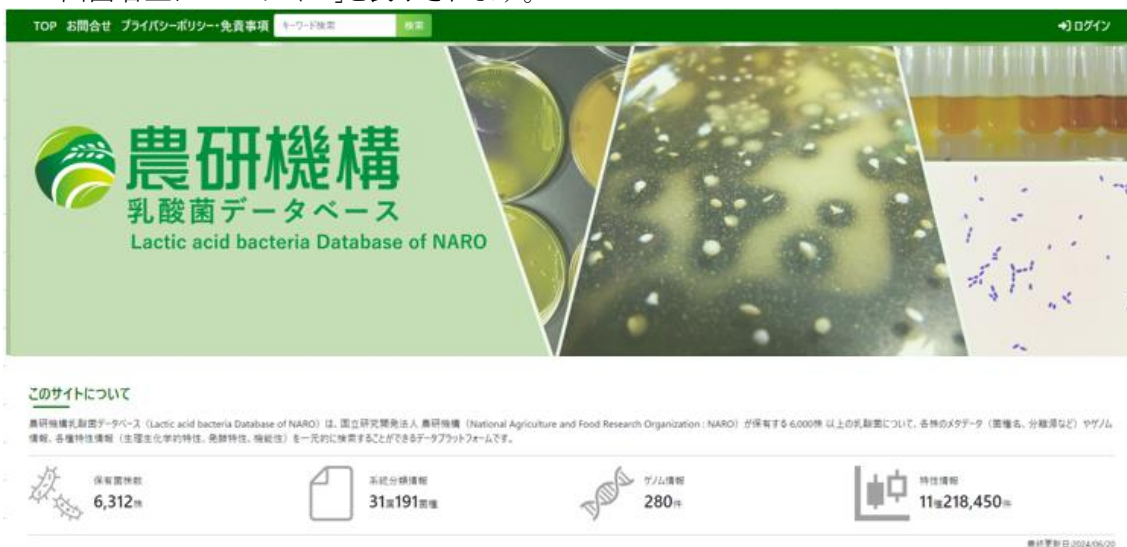 TOP お問合せ プライバシーポリシー・免責事項 キーワード検索 検索 ログイン
農研機構
乳酸菌データベース
Lactic acid bacteria Database of NARO
このサイトについて
農研機構乳酸菌データベース（Lactic acid bacteria Database of NARO）は、国立研究開発法人 農研機構（National Agriculture and Food Research Organization : NARO）が保有する 6,000株 以上の乳酸菌について、各株のメタデータ（菌種名、分離源など）やゲノム
情報、各種特性情報（生理生化学的特性、発酵特性、機能性）を一元的に検索することができるデータプラットフォームです。
保有菌株数 系統分類情報 ゲノム情報 特性情報
6,312株 31属191菌種 280件 11種218,450件
最終更新日:2024/06/20